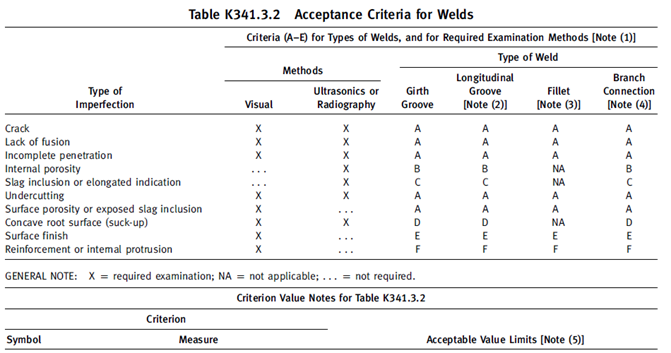 Table K341.3.2 Acceptance Criteria for Welds
Criteria (A–E) for Types of Welds, and for Required Examination Methods [Note (1)]
Type of Weld
Methods
Type of Imperfection Visual Ultrasonics or Radiography Girth Groove Longitudinal Groove [Note (2)] Fillet [Note (3)] Branch Connection [Note (4)]
Crack X X A A A A
Lack of fusion X X A A A A
Incomplete penetration X X A A A A
Internal porosity ... X B B NA B
Slag inclusion or elongated indication ... X C C NA C
Undercutting X X A A A A
Surface porosity or exposed slag inclusion X ... A A A A
Concave root surface (suck-up) X X D D NA D
Surface finish X ... E E E E
Reinforcement or internal protrusion X ... F F F F
GENERAL NOTE: X = required examination; NA = not applicable; ... = not required.
Criterion Value Notes for Table K341.3.2
Criterion
Symbol Measure Acceptable Value Limits [Note (5)]